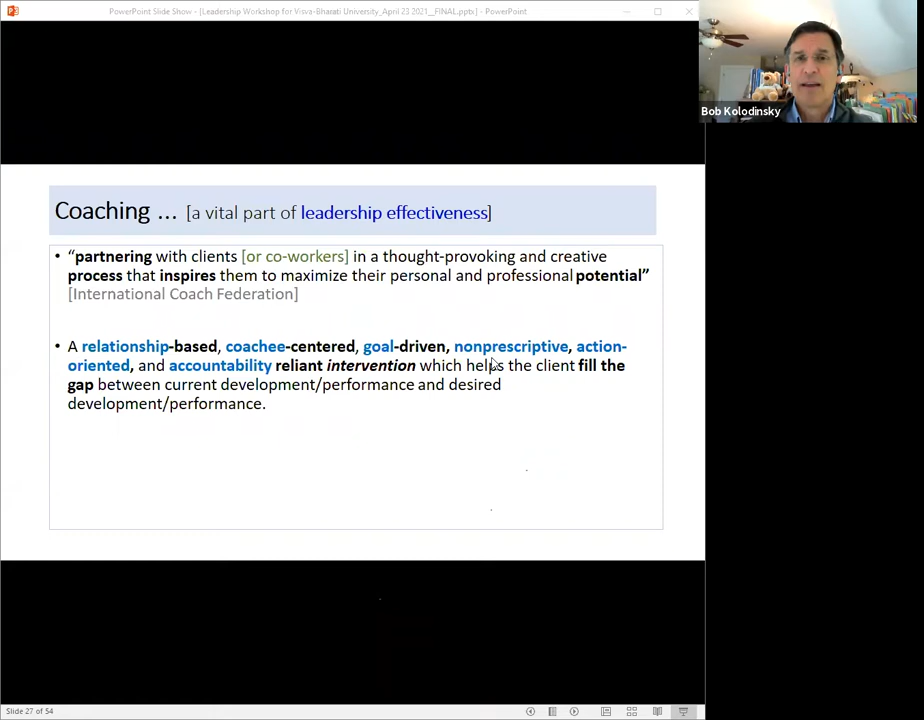 PowerPoint Slide Show - [Leadership Workshop for Visva-Bharati University_April 23 2021__FINAL.pptx] - PowerPoint
Bob Kolodinsky
Coaching ... [a vital part of leadership effectiveness]
• “partnering with clients [or co-workers] in a thought-provoking and creative
process that inspires them to maximize their personal and professional potential”
[International Coach Federation]
• A relationship-based, coachee-centered, goal-driven, nonprescriptive, action-
oriented, and accountability reliant intervention which helps the client fill the
gap between current development/performance and desired
development/performance.
Slide 27 of 54